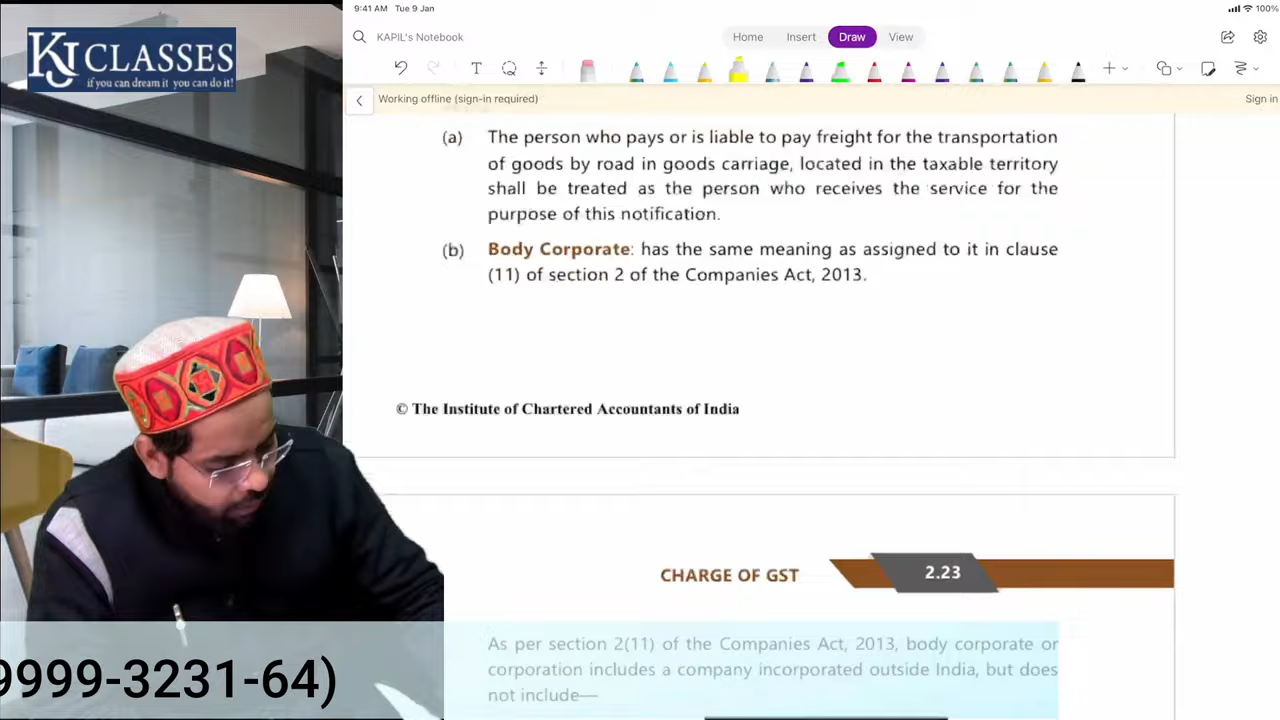 KJ CLASSES
if you can dream it you can do it!
9:41 AM Tue 9 Jan
100%
KAPIL's Notebook
Home Insert Draw View
T
Working offline (sign-in required)
Sign in
(a) The person who pays or is liable to pay freight for the transportation
of goods by road in goods carriage, located in the taxable territory
shall be treated as the person who receives the service for the
purpose of this notification.
(b) Body Corporate: has the same meaning as assigned to it in clause
(11) of section 2 of the Companies Act, 2013.
© The Institute of Chartered Accountants of India
CHARGE OF GST 2.23
As per section 2(11) of the Companies Act, 2013, body corporate or
corporation includes a company incorporated outside India, but does
not include—
9999-3231-64)